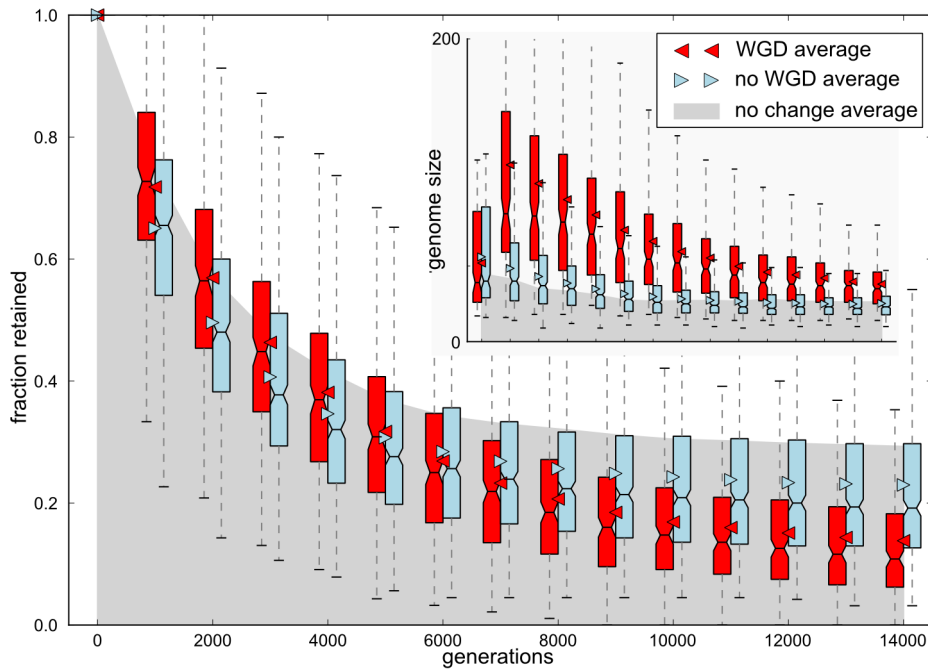 1.0
0.8
0.6
0.4
0.2
0.0
fraction retained
0
2000
4000
6000
8000
10000
12000
14000
generations
200
0
genome size
WGD average
no WGD average
no change average